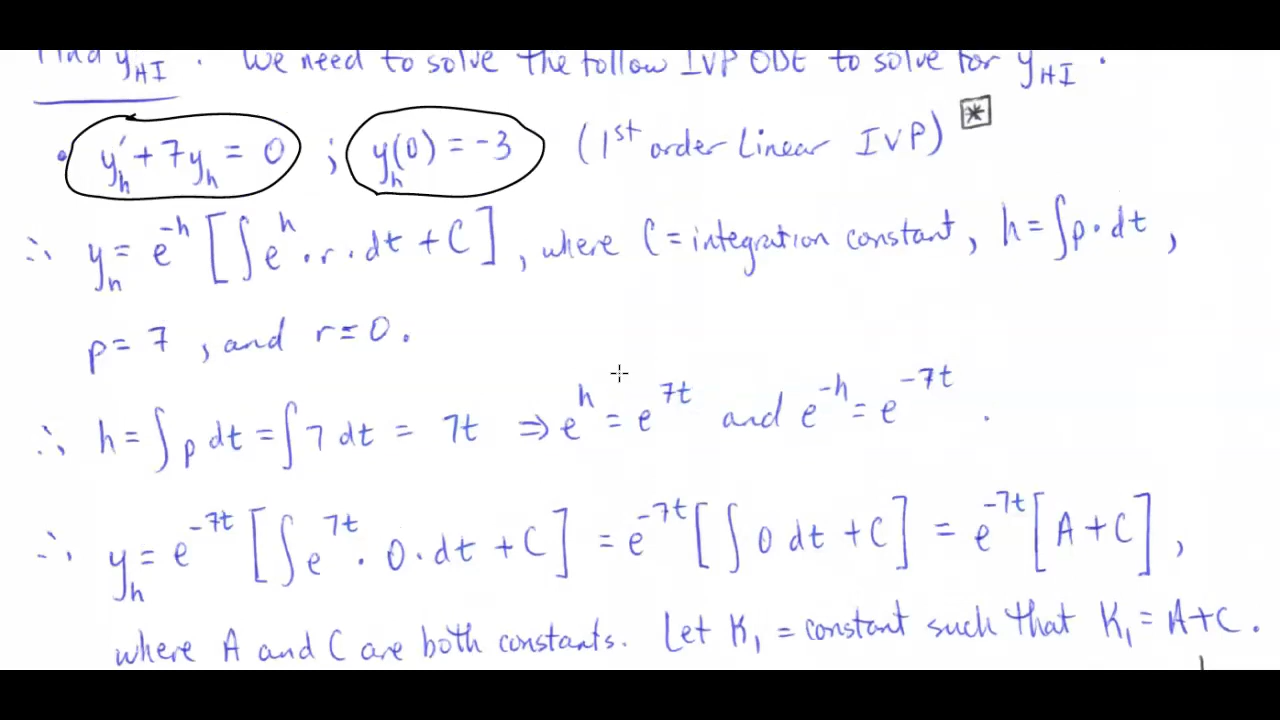 Find y_HI . We need to solve the follow IVP ODE to solve for y_HI .
• y_h' + 7y_h = 0 ; y_h(0) = -3 (1st order Linear IVP) [*]
∴ y_h = e^-h [∫ e^h · r · dt + C] , where C = integration constant, h = ∫ p · dt ,
p = 7 , and r = 0 .
∴ h = ∫ p dt = ∫ 7 dt = 7t ⇒ e^h = e^7t and e^-h = e^-7t .
∴ y_h = e^-7t [∫ e^7t · 0 · dt + C] = e^-7t [∫ 0 dt + C] = e^-7t [A + C] ,
where A and C are both constants. Let K_1 = constant such that K_1 = A + C .